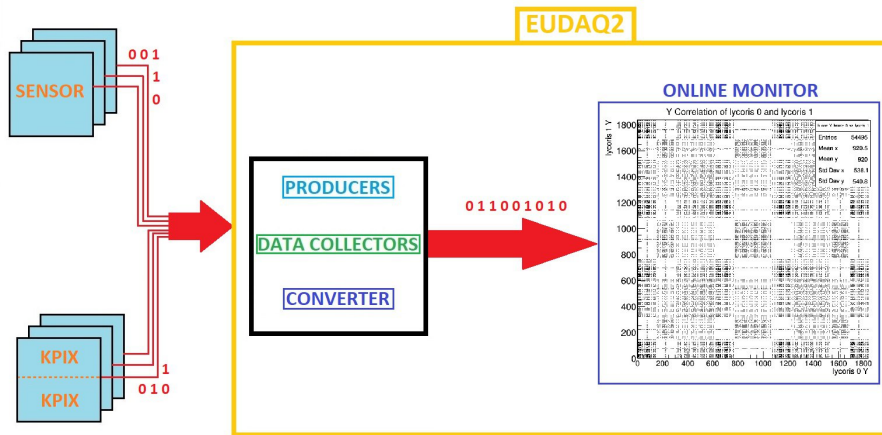 EUDAQ2
SENSOR
0 0 1
1
0
KPIX
KPIX
1
0 1 0
PRODUCERS
DATA COLLECTORS
CONVERTER
0 1 1 0 0 1 0 1 0
ONLINE MONITOR
Y Correlation of lycoris 0 and lycoris 1
lycoris 1 Y
Entries 54495
Mean x 929.5
Mean y 920
Std Dev x 538.1
Std Dev y 549.8
1800
1600
1400
1200
1000
800
600
400
200
0
0 200 400 600 800 1000 1200 1400 1600 1800
lycoris 0 Y